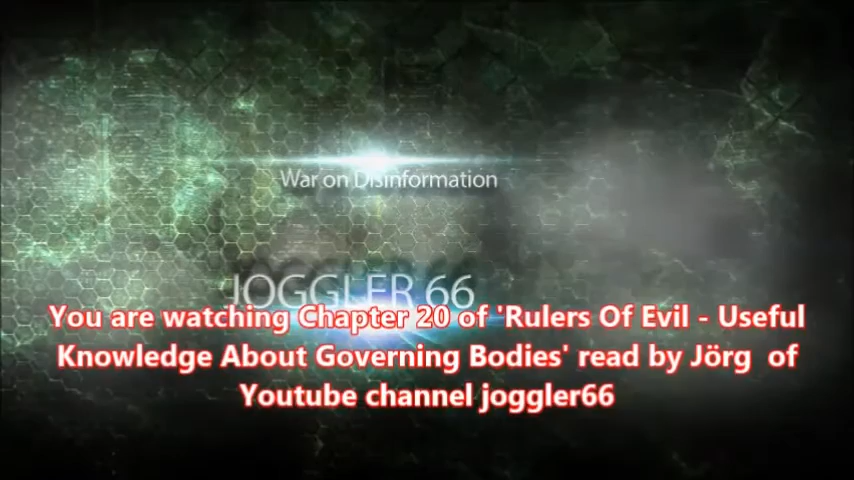 War on Disinformation
JOGGLER 66
You are watching Chapter 20 of 'Rulers Of Evil - Useful
Knowledge About Governing Bodies' read by Jörg of
Youtube channel joggler66